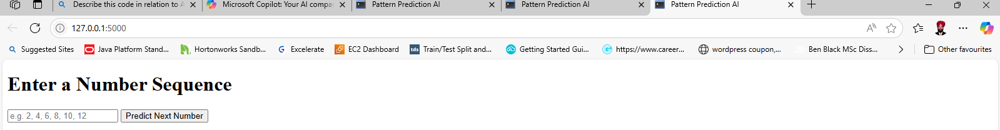 Describe this code in relation to A
Microsoft Copilot: Your AI compa
Pattern Prediction AI
Pattern Prediction AI
Pattern Prediction AI
127.0.0.1:5000
Suggested Sites
Java Platform Stand...
Hortonworks Sandb...
Excelerate
EC2 Dashboard
tds
Train/Test Split and...
Getting Started Gui...
https://www.career...
wordpress coupon,...
Ben Black MSc Diss...
Other favourites
Enter a Number Sequence
e.g. 2, 4, 6, 8, 10, 12 Predict Next Number